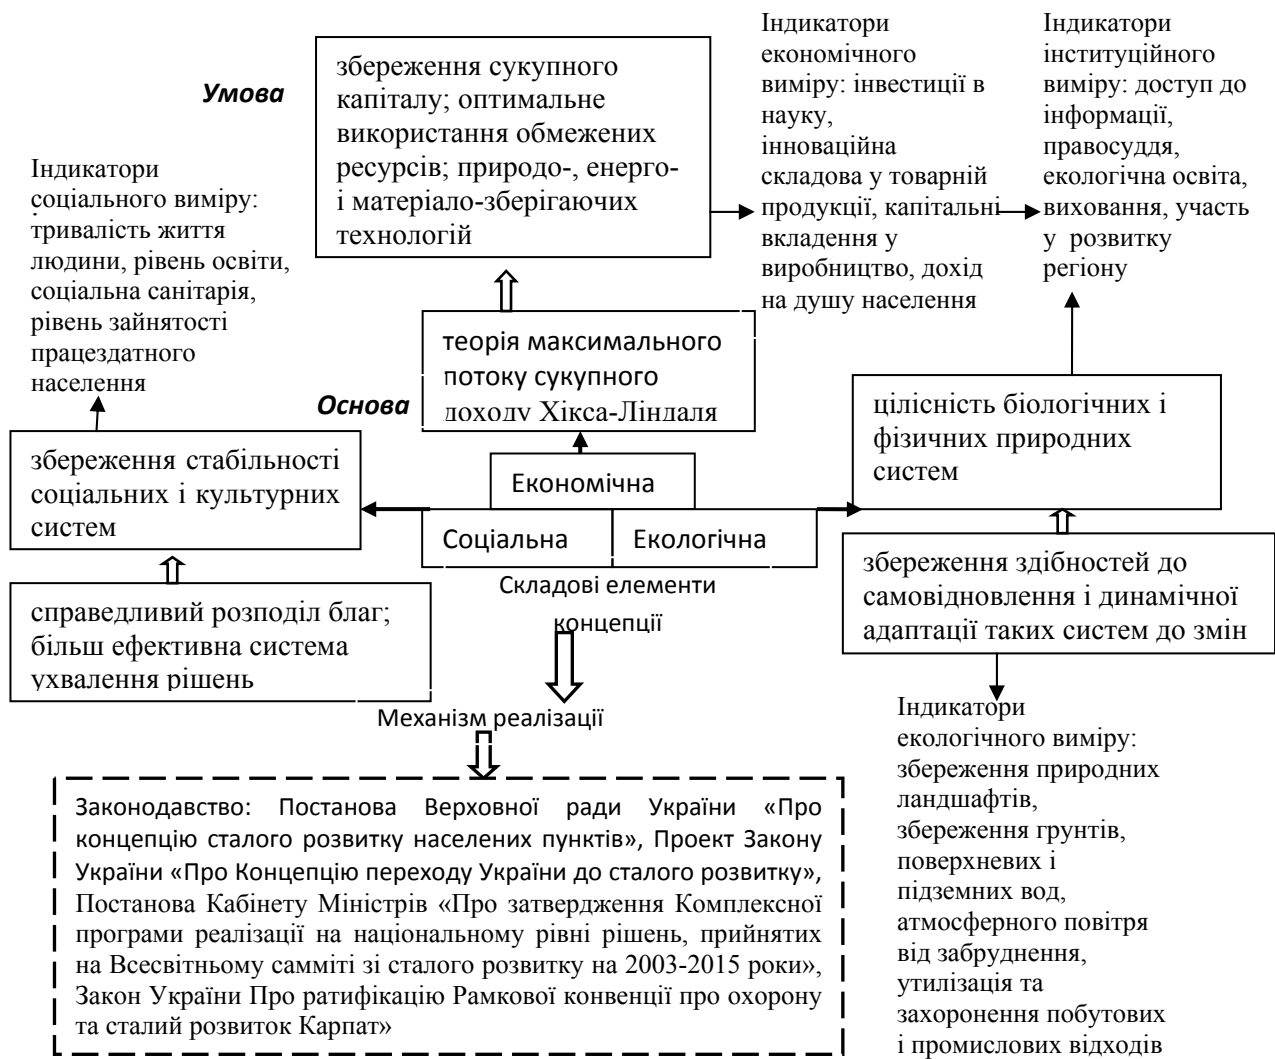 Умова
збереження сукупного
капіталу; оптимальне
використання обмежених
ресурсів; природо-, енерго-
і матеріало-зберігаючих
технологій
Індикатори
економічного
виміру: інвестиції в
науку,
інноваційна
складова у товарній
продукції, капітальні
вкладення у
виробництво, дохід
на душу населення
Індикатори
інституційного
виміру: доступ до
інформації,
правосуддя,
екологічна освіта,
виховання, участь
у розвитку
регіону
Індикатори
соціального виміру:
тривалість життя
людини, рівень освіти,
соціальна санітарія,
рівень зайнятості
працездатного
населення
Основа
теорія максимального
потоку сукупного
доходу Хікса-Ліндаля
цілісність біологічних і
фізичних природних
систем
збереження стабільності
соціальних і культурних
систем
Економічна
Соціальна
Екологічна
Складові елементи
концепції
справедливий розподіл благ;
більш ефективна система
ухвалення рішень
збереження здібностей до
самовідновлення і динамічної
адаптації таких систем до змін
Механізм реалізації
Індикатори
екологічного виміру:
збереження природних
ландшафтів,
збереження грунтів,
поверхневих і
підземних вод,
атмосферного повітря
від забруднення,
утилізація та
захоронення побутових
і промислових відходів
Законодавство: Постанова Верховної ради України «Про
концепцію сталого розвитку населених пунктів», Проект Закону
України «Про Концепцію переходу України до сталого розвитку»,
Постанова Кабінету Міністрів «Про затвердження Комплексної
програми реалізації на національному рівні рішень, прийнятих
на Всесвітньому самміті зі сталого розвитку на 2003-2015 роки»,
Закон України Про ратифікацію Рамкової конвенції про охорону
та сталий розвиток Карпат»